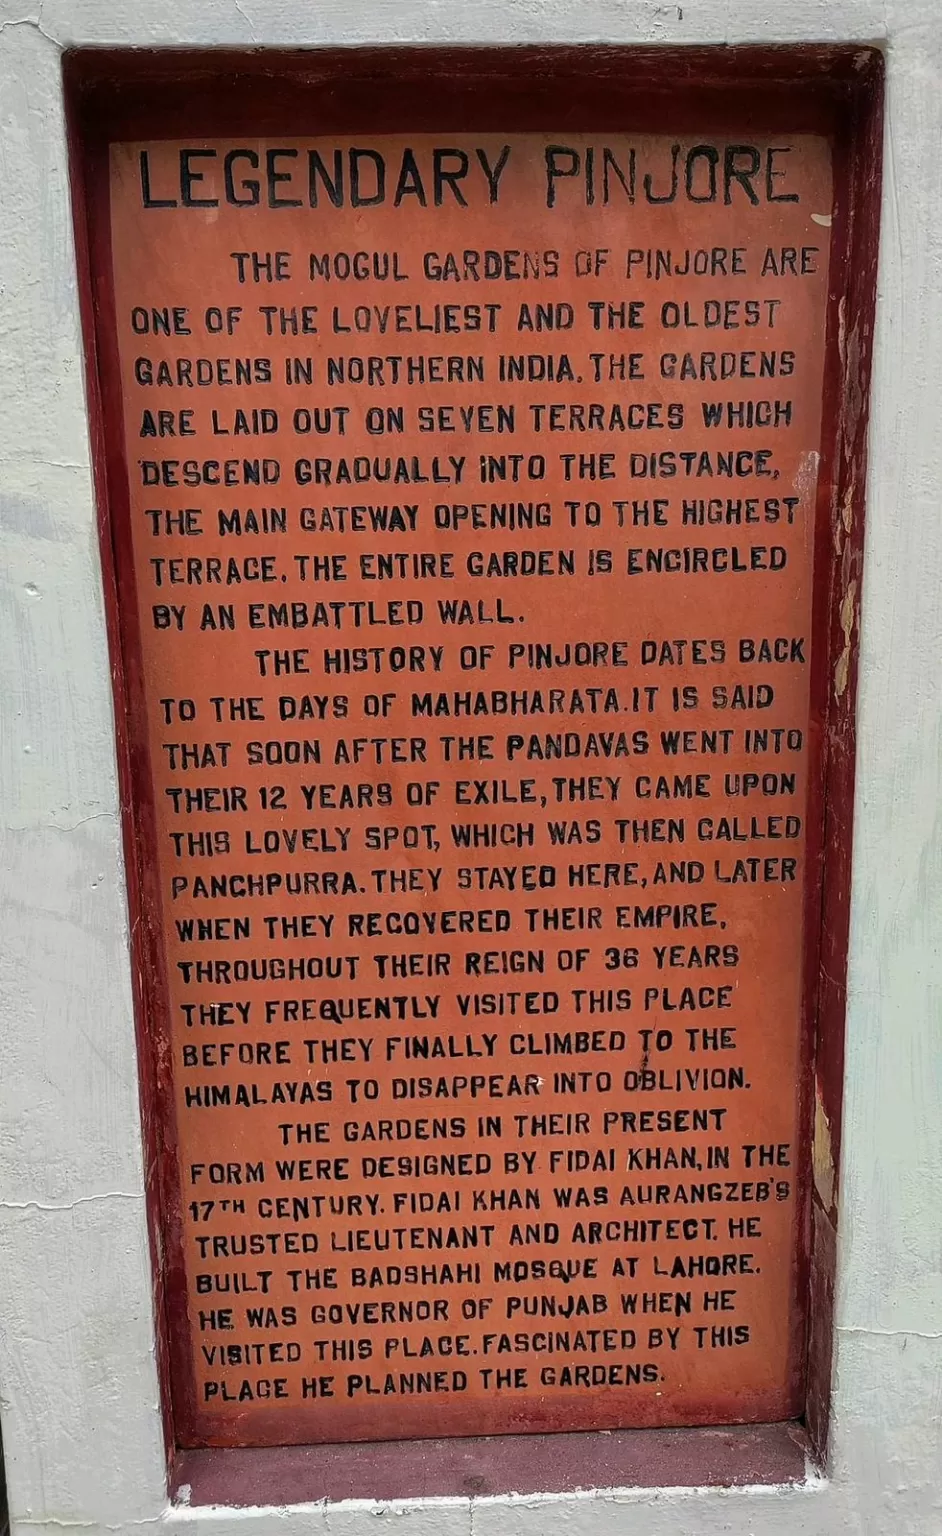 LEGENDARY PINJORE
THE MOGUL GARDENS OF PINJORE ARE
ONE OF THE LOVELIEST AND THE OLDEST
GARDENS IN NORTHERN INDIA. THE GARDENS
ARE LAID OUT ON SEVEN TERRACES WHICH
DESCEND GRADUALLY INTO THE DISTANCE,
THE MAIN GATEWAY OPENING TO THE HIGHEST
TERRACE. THE ENTIRE GARDEN IS ENCIRCLED
BY AN EMBATTLED WALL.
THE HISTORY OF PINJORE DATES BACK
TO THE DAYS OF MAHABHARATA. IT IS SAID
THAT SOON AFTER THE PANDAVAS WENT INTO
THEIR 12 YEARS OF EXILE, THEY CAME UPON
THIS LOVELY SPOT, WHICH WAS THEN CALLED
PANCHPURRA. THEY STAYED HERE, AND LATER
WHEN THEY RECOVERED THEIR EMPIRE,
THROUGHOUT THEIR REIGN OF 36 YEARS
THEY FREQUENTLY VISITED THIS PLACE
BEFORE THEY FINALLY CLIMBED TO THE
HIMALAYAS TO DISAPPEAR INTO OBLIVION.
THE GARDENS IN THEIR PRESENT
FORM WERE DESIGNED BY FIDAI KHAN, IN THE
17TH CENTURY. FIDAI KHAN WAS AURANGZEB'S
TRUSTED LIEUTENANT AND ARCHITECT. HE
BUILT THE BADSHAHI MOSQUE AT LAHORE.
HE WAS GOVERNOR OF PUNJAB WHEN HE
VISITED THIS PLACE. FASCINATED BY THIS
PLACE HE PLANNED THE GARDENS.